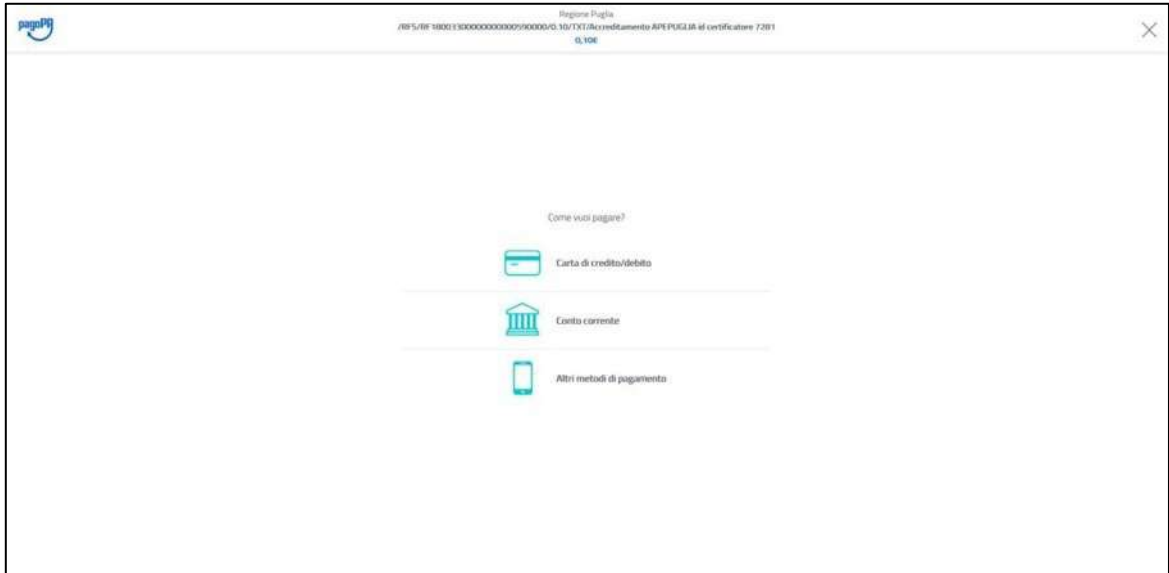 pagoPA
Regione Puglia
/RFS/RF18003300000000000590000/0.10/TXT/Accreditamento APEPUGLIA id certificatore 7281
0,10€
Come vuoi pagare?
Carta di credito/debito
Conto corrente
Altri metodi di pagamento